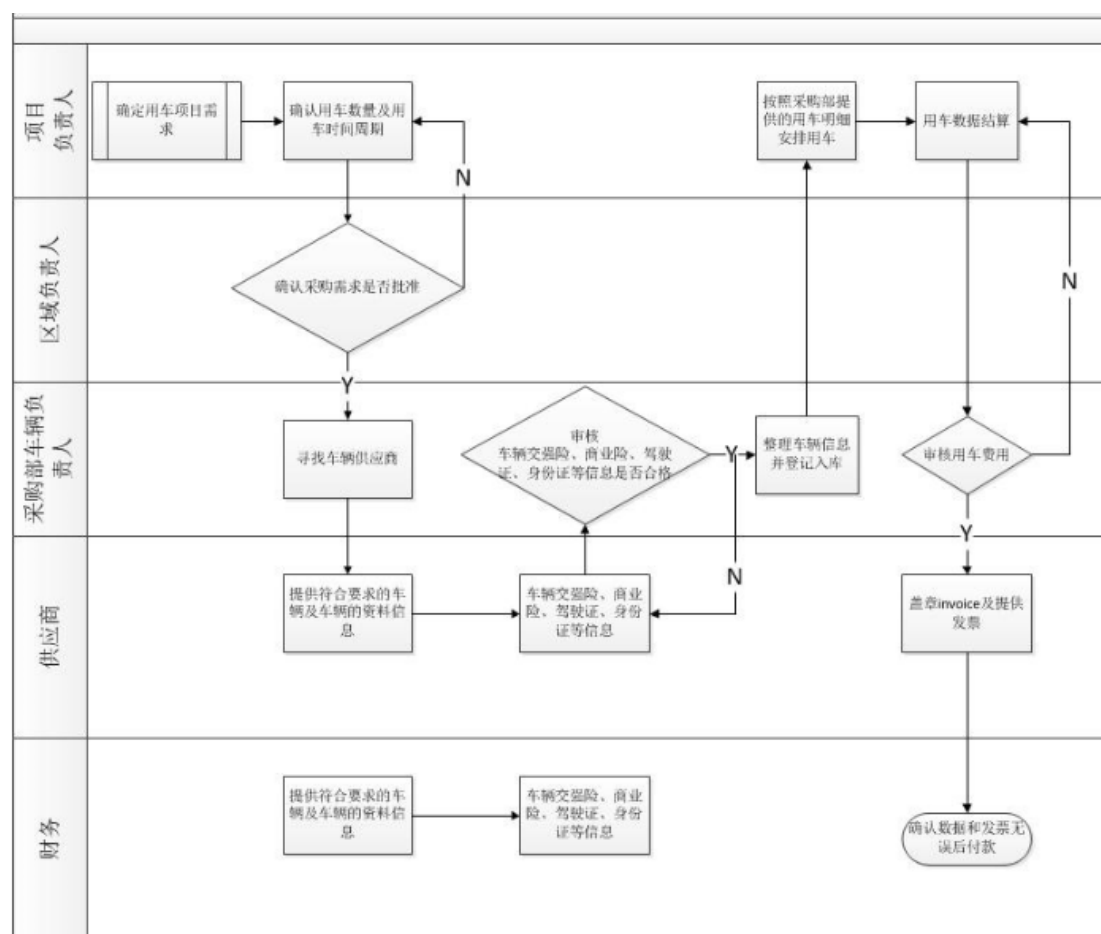 项目
负责人
确定用车项目需
求
确认用车数量及用
车时间周期
按照采购部提
供的用车明细
安排用车
用车数据结算
N
区域负责人
确认采购需求是否批准
N
Y
采购部车辆负
责人
寻找车辆供应商
审核
车辆交强险、商业险、驾驶
证、身份证等信息是否合格
Y
整理车辆信息
并登记入库
审核用车费用
Y
供应商
提供符合要求的车
辆及车辆的资料信
息
车辆交强险、商业
险、驾驶证、身份
证等信息
N
盖章invoice及提供
发票
财务
提供符合要求的车
辆及车辆的资料信
息
车辆交强险、商业
险、驾驶证、身份
证等信息
确认数据和发票无
误后付款